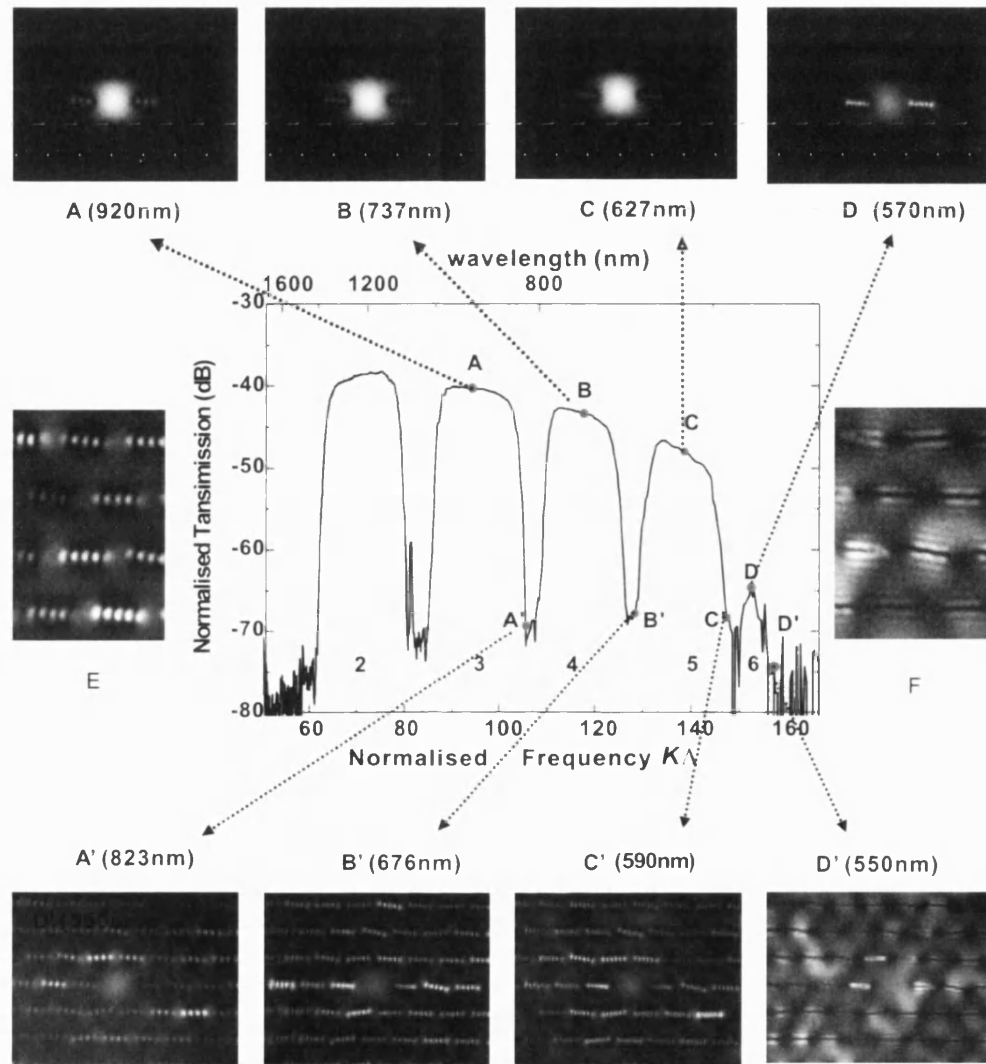 A (920nm)
B (737nm)
C (627nm)
D (570nm)
wavelength (nm)
1600 1200 800
Normalised Tansimission (dB)
-30
-40
-50
-60
-70
-80
A
B
C
D
A'
B'
C'
D'
2 3 4 5 6
60 80 100 120 140 160
Normalised Frequency KΛ
E
F
A' (823nm)
B' (676nm)
C' (590nm)
D' (550nm)